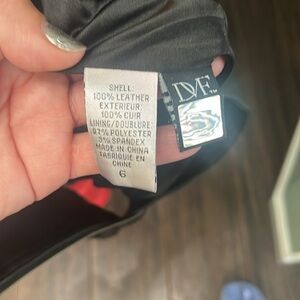 SHELL:
100% LEATHER
EXTERIEUR:
100% CUIR
LINING/DOUBLURE:
97% POLYESTER
3% SPANDEX
MADE IN CHINA
FABRIQUE EN
CHINE
6
DVF